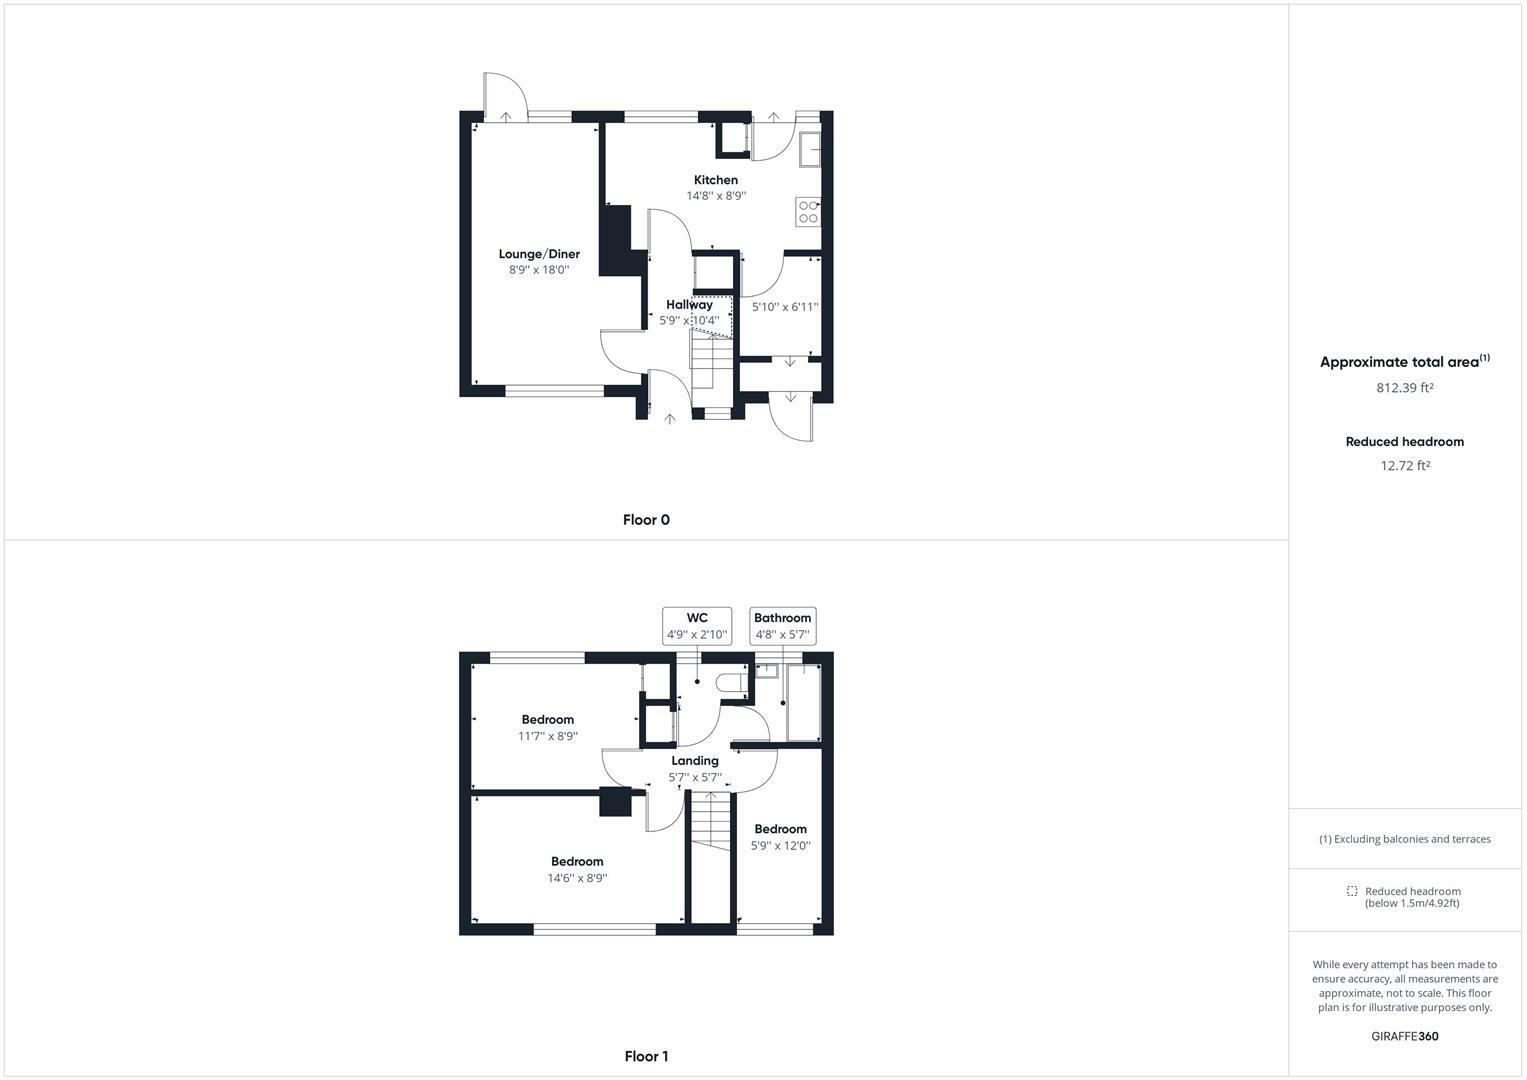 Kitchen
14'8'' x 8'9''
Lounge/Diner
8'9'' x 18'0''
Hallway
5'9'' x 10'4''
5'10'' x 6'11''
Floor 0
WC
4'9'' x 2'10''
Bathroom
4'8'' x 5'7''
Bedroom
11'7'' x 8'9''
Landing
5'7'' x 5'7''
Bedroom
5'9'' x 12'0''
Bedroom
14'6'' x 8'9''
Floor 1
Approximate total area(1)
812.39 ft²
Reduced headroom
12.72 ft²
(1) Excluding balconies and terraces
Reduced headroom
(below 1.5m/4.92ft)
While every attempt has been made to
ensure accuracy, all measurements are
approximate, not to scale. This floor
plan is for illustrative purposes only.
GIRAFFE360